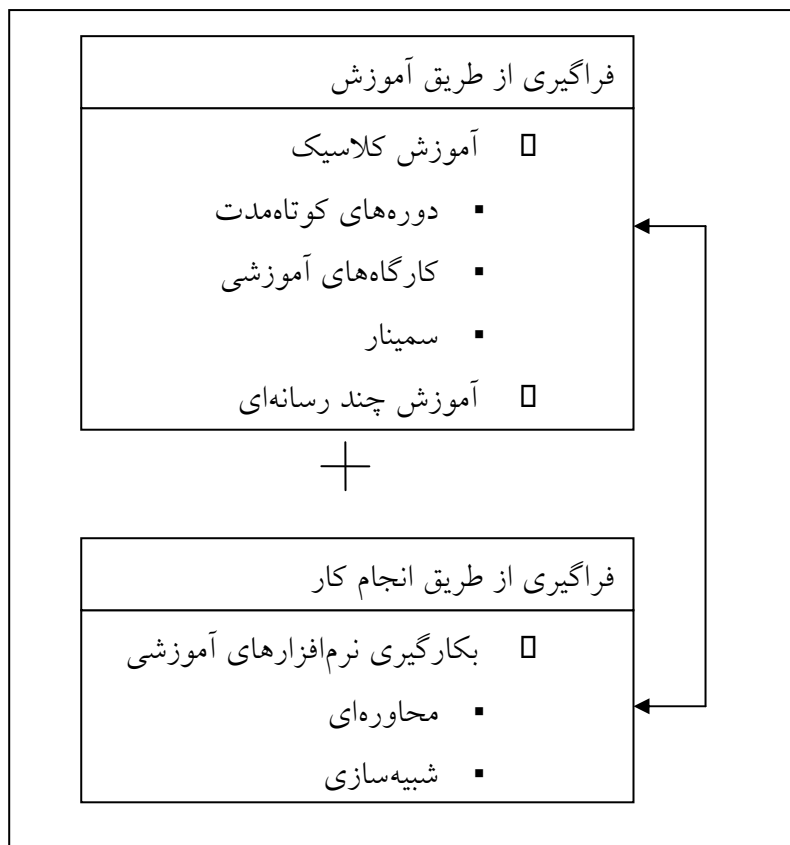 فراگیری از طریق آموزش
آموزش کلاسیک
▪ دوره‌های کوتاه‌مدت
▪ کارگاه‌های آموزشی
▪ سمینار
آموزش چند رسانه‌ای
+
فراگیری از طریق انجام کار
بکارگیری نرم‌افزارهای آموزشی
▪ محاوره‌ای
▪ شبیه‌سازی